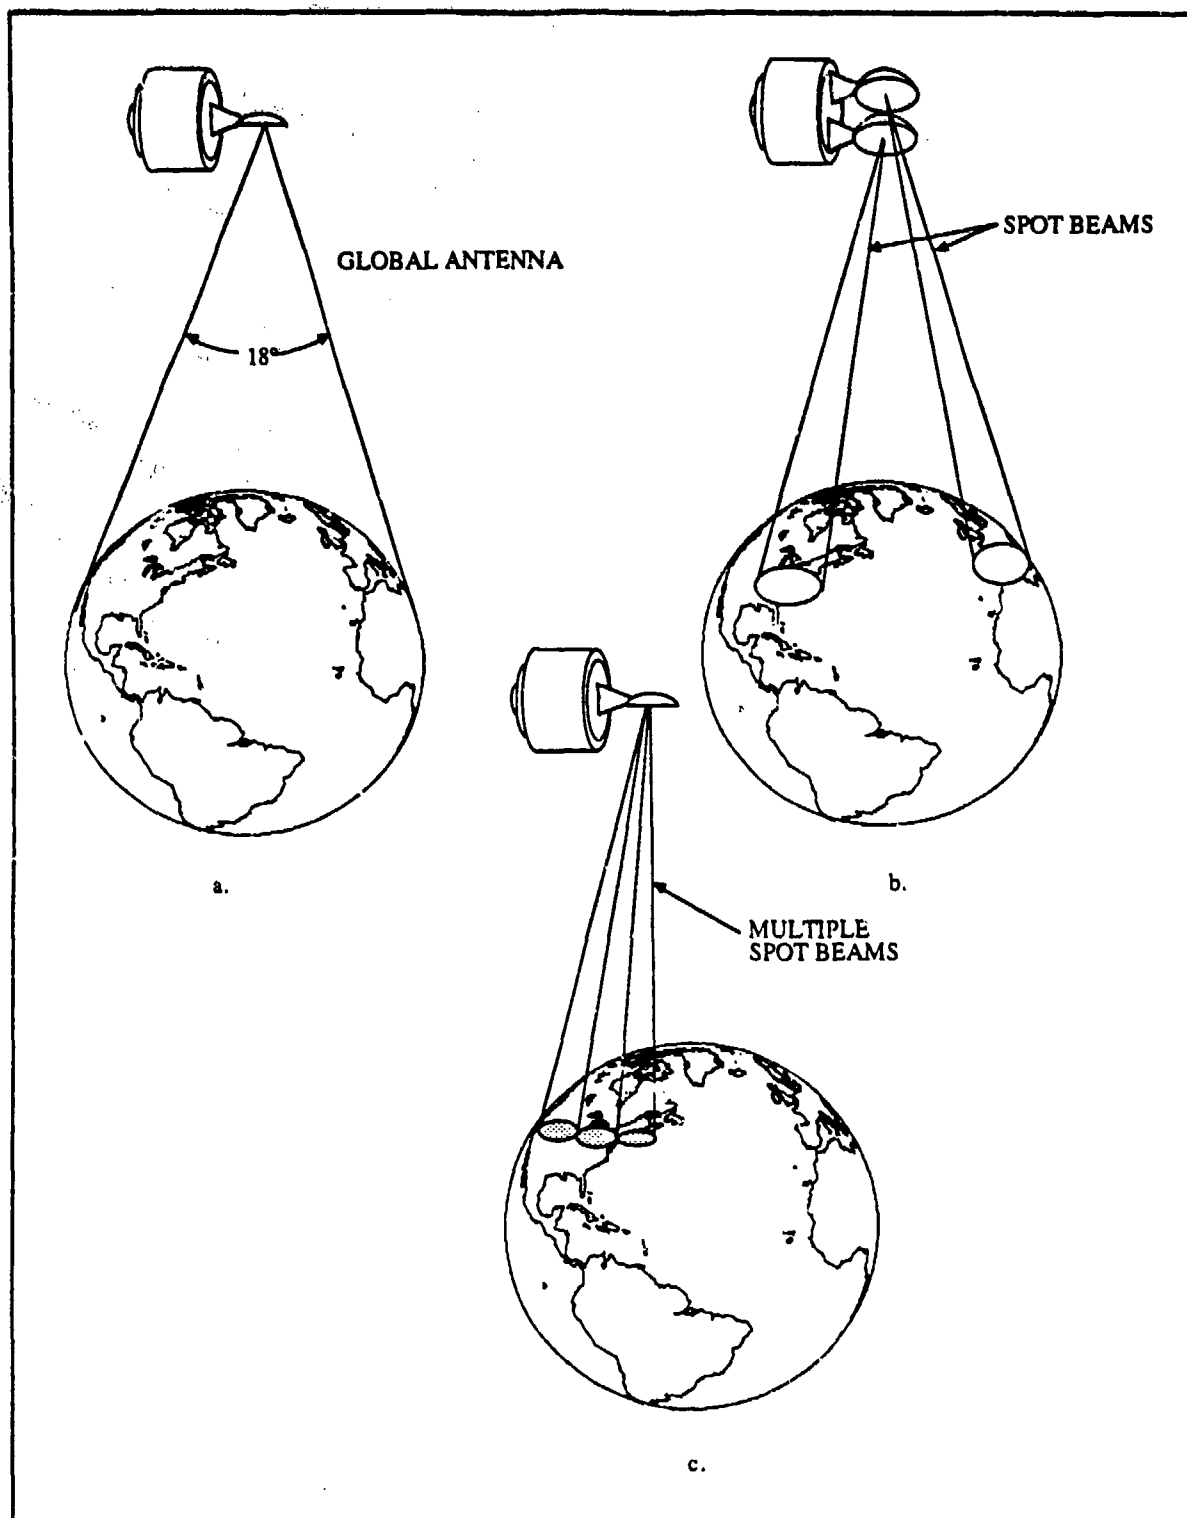 GLOBAL ANTENNA
18°
a.
SPOT BEAMS
b.
MULTIPLE
SPOT BEAMS
c.